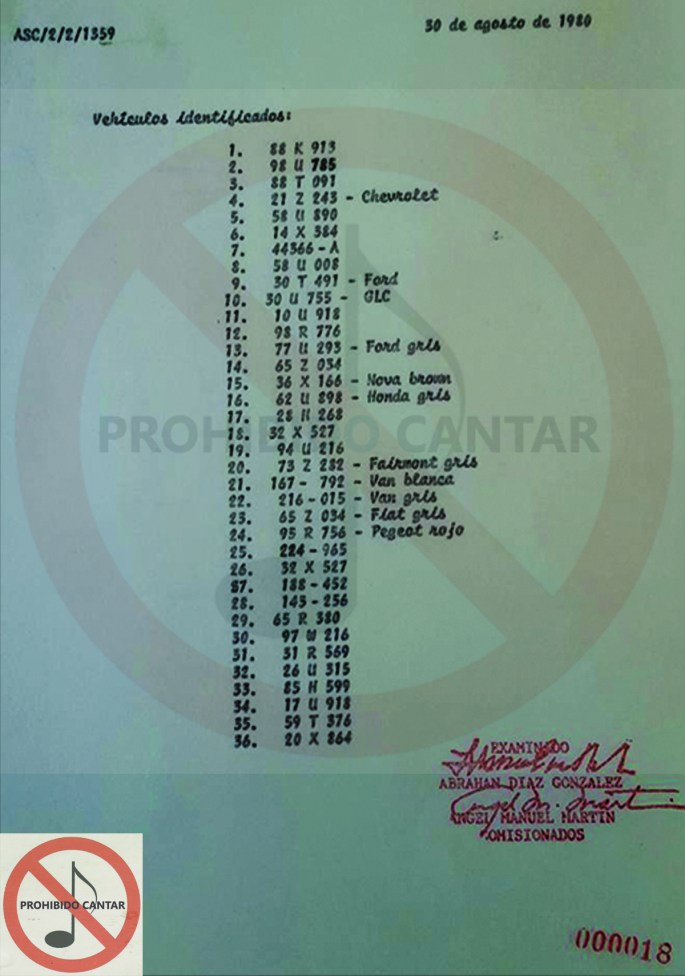 ASC/2/2/1359
30 de agosto de 1980
Vehículos identificados:
1. 88 K 913
2. 98 U 785
3. 88 T 091
4. 21 Z 243 - Chevrolet
5. 58 U 890
6. 14 X 384
7. 44366-A
8. 58 U 008
9. 30 T 491 - Ford
10. 30 U 755 - GLC
11. 10 U 918
12. 98 R 776
13. 77 U 293 - Ford gris
14. 65 Z 034
15. 36 X 166 - Nova brown
16. 62 U 898 - Honda gris
17. 28 N 268
18. 32 X 527
19. 94 U 216
20. 73 Z 282 - Fairmont gris
21. 167- 792 - Van blanca
22. 216-015 - Van gris
23. 65 Z 034 - Fiat gris
24. 95 R 756 - Pegeot rojo
25. 224-965
26. 32 X 527
87. 188-452
28. 143-256
29. 65 R 380
30. 97 W 216
31. 31 R 569
32. 26 U 315
33. 85 N 599
34. 17 U 918
35. 59 T 376
36. 20 X 864
PROHIBIDO CANTAR
EXAMINADO
ABRAHAN DIAZ GONZALEZ
ANGEL MANUEL MARTIN
COMISIONADOS
PROHIBIDO CANTAR
000018